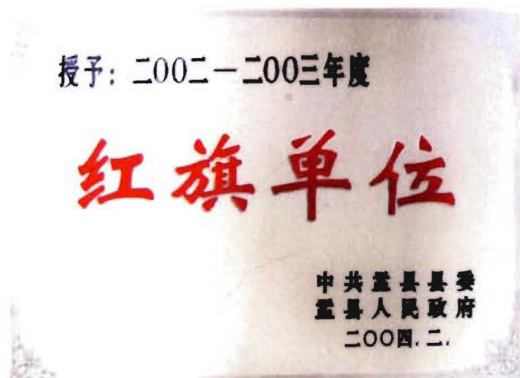 授予：二00二一二00三年度
红旗单位
中共盂县县委
盂县人民政府
二00四.二.